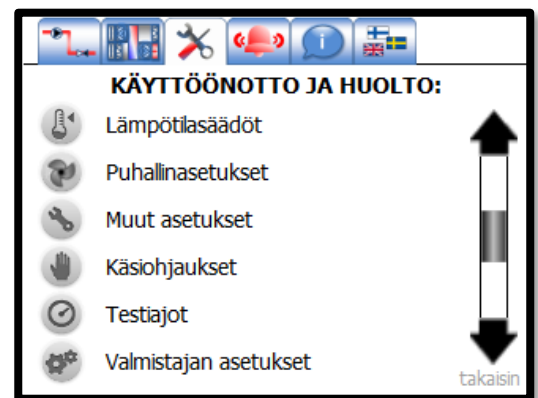 KÄYTTÖÖNOTTO JA HUOLTO:
Lämpötilasäädöt
Puhallinasetukset
Muut asetukset
Käsiohjaukset
Testiajot
Valmistajan asetukset
takaisin